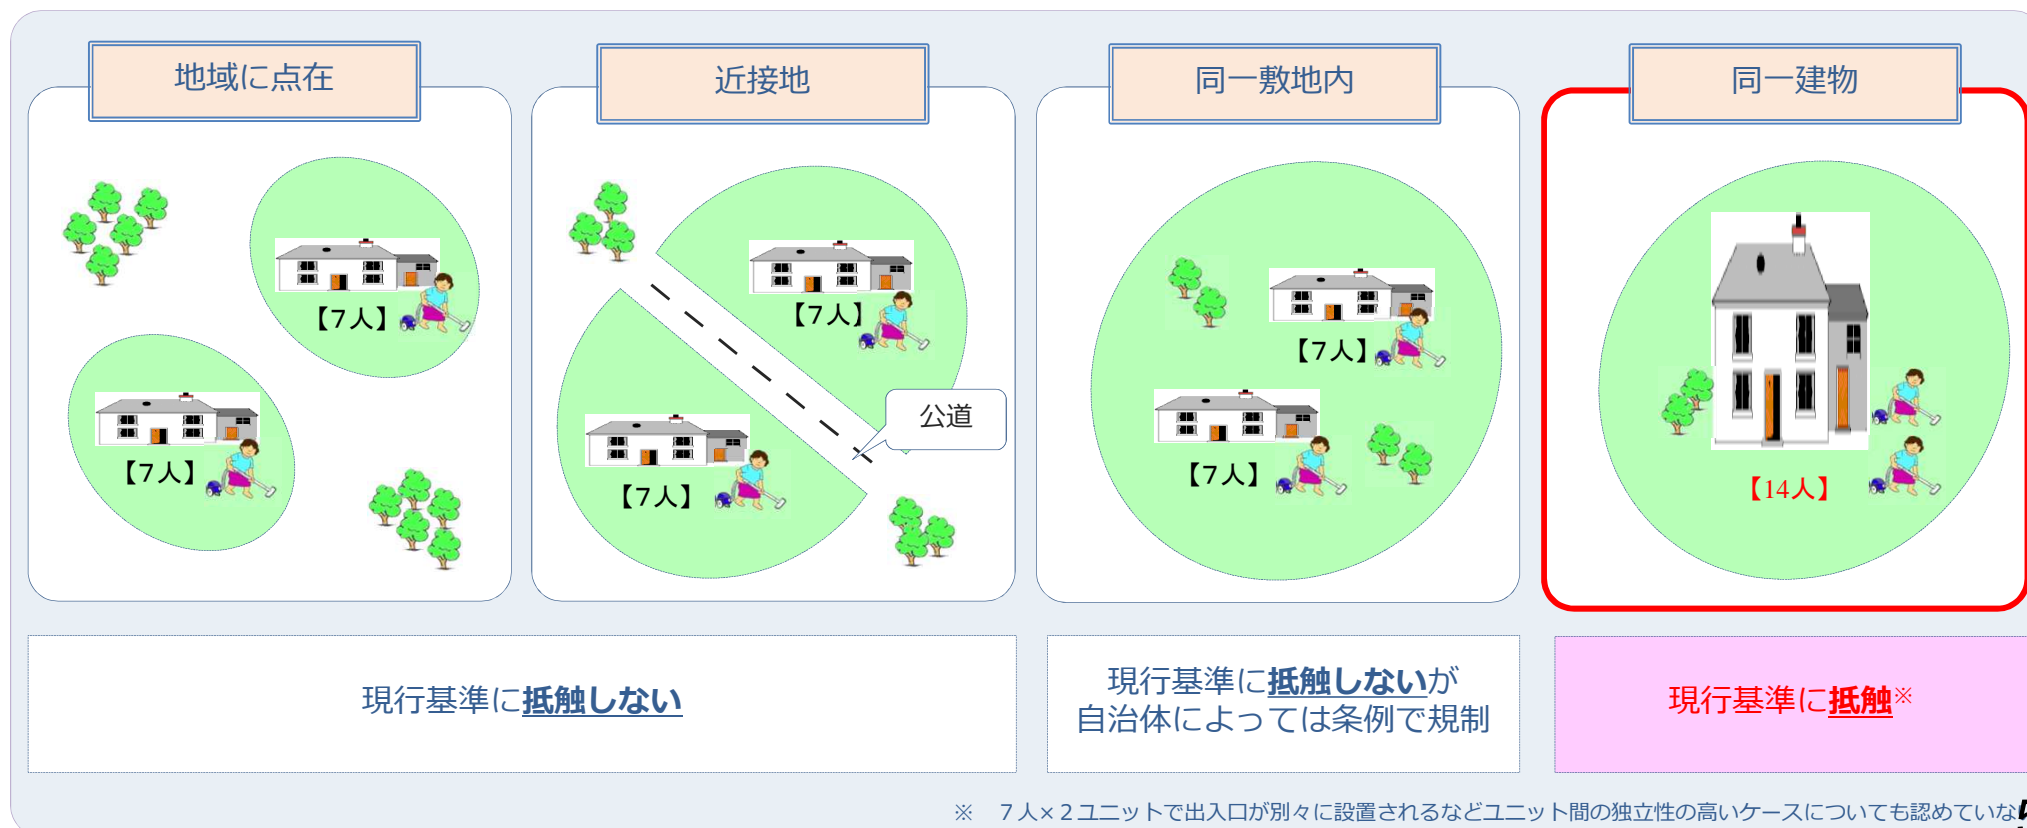 地域に点在
近接地
同一敷地内
同一建物
【7人】
【7人】
【7人】
【7人】
公道
【7人】
【7人】
【14人】
現行基準に抵触しない
現行基準に抵触しないが
自治体によっては条例で規制
現行基準に抵触※
※ 7人×2ユニットで出入口が別々に設置されるなどユニット間の独立性の高いケースについても認めていな